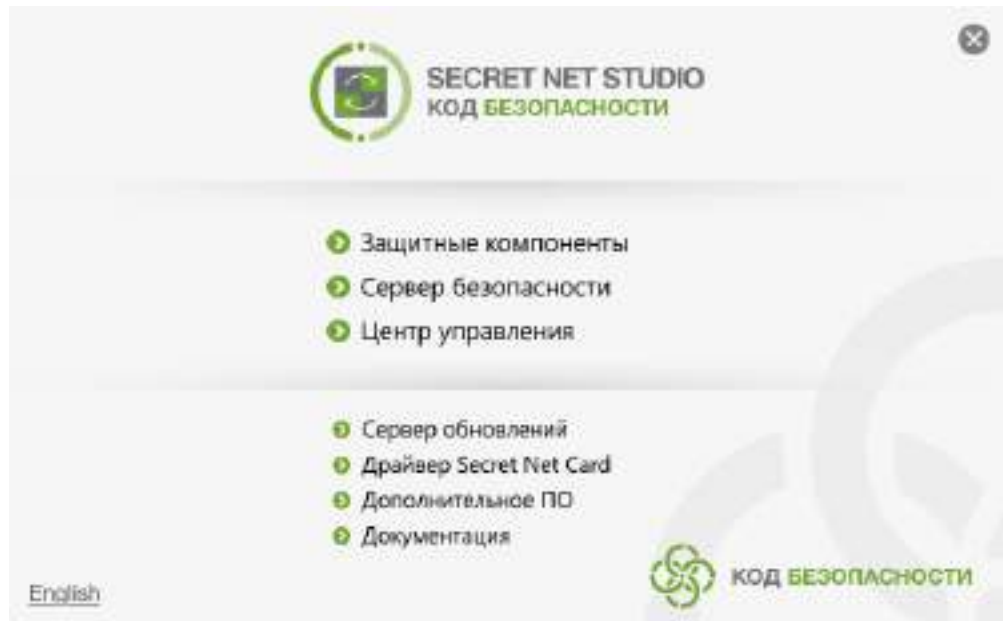 SECRET NET STUDIO
КОД БЕЗОПАСНОСТИ
Защитные компоненты
Сервер безопасности
Центр управления
Сервер обновлений
Драйвер Secret Net Card
Дополнительное ПО
Документация
КОД БЕЗОПАСНОСТИ
English